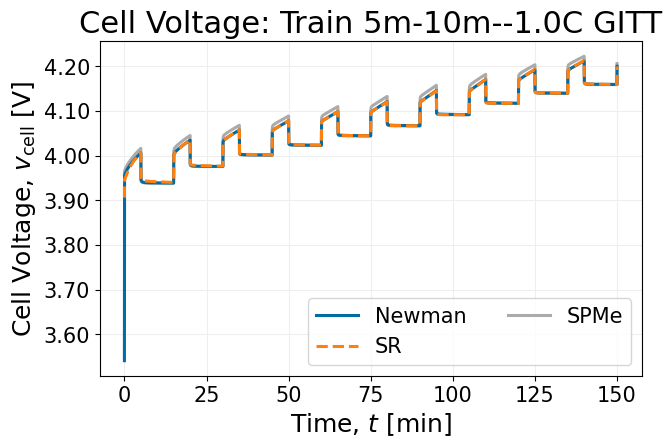 Cell Voltage: Train 5m-10m--1.0C GITT
Cell Voltage, v_cell [V]
4.20
4.10
4.00
3.90
3.80
3.70
3.60
Newman
SR
SPMe
0
25
50
75
100
125
150
Time, t [min]